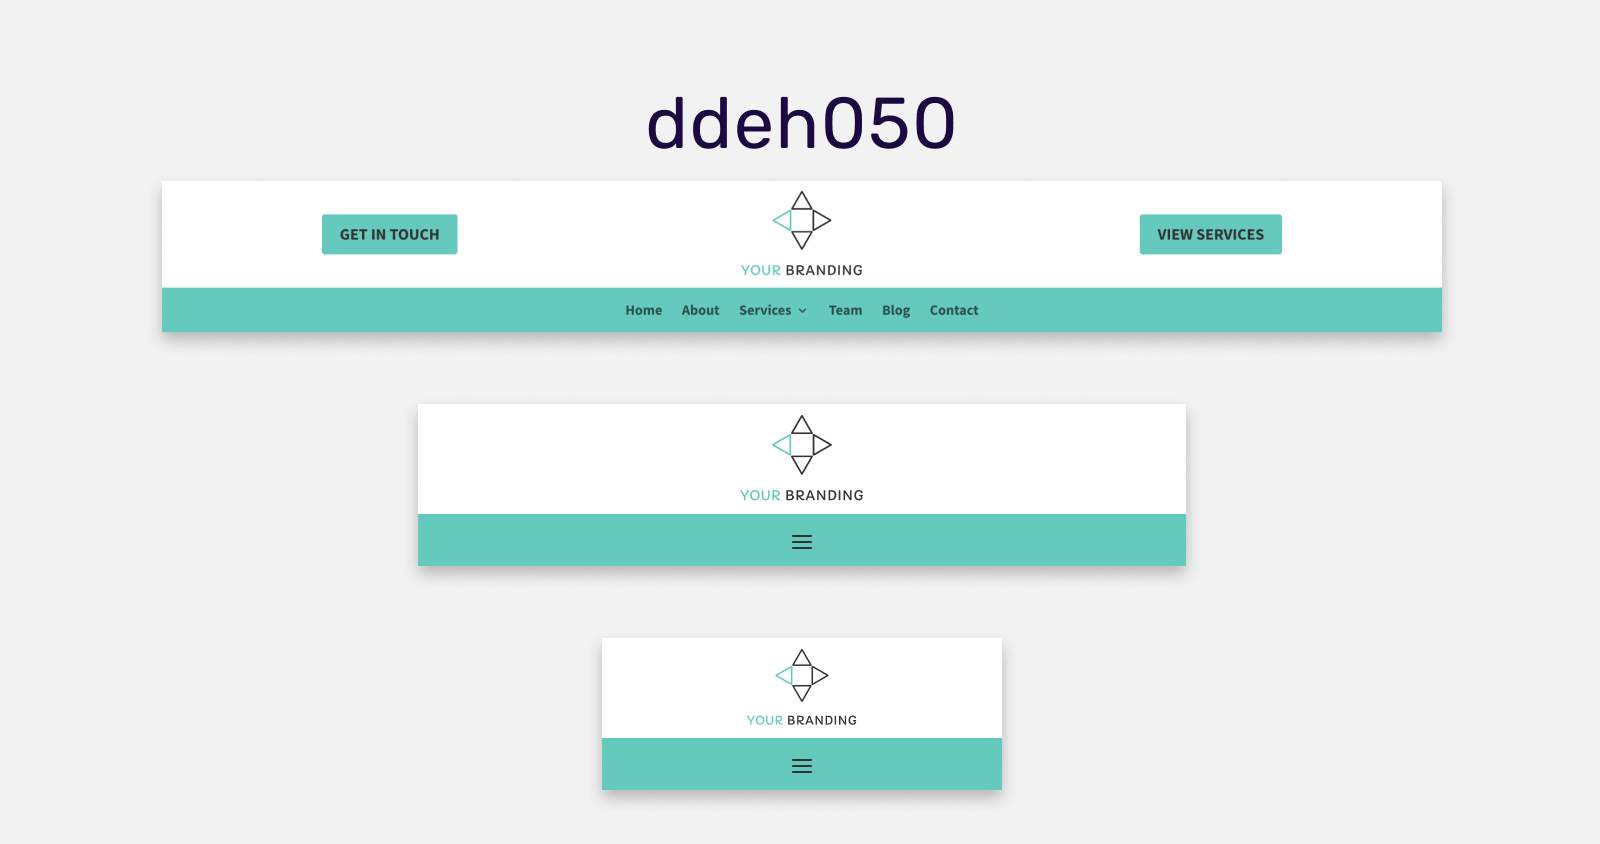 ddeh050
GET IN TOUCH
YOUR BRANDING
VIEW SERVICES
Home About Services Team Blog Contact
YOUR BRANDING
YOUR BRANDING